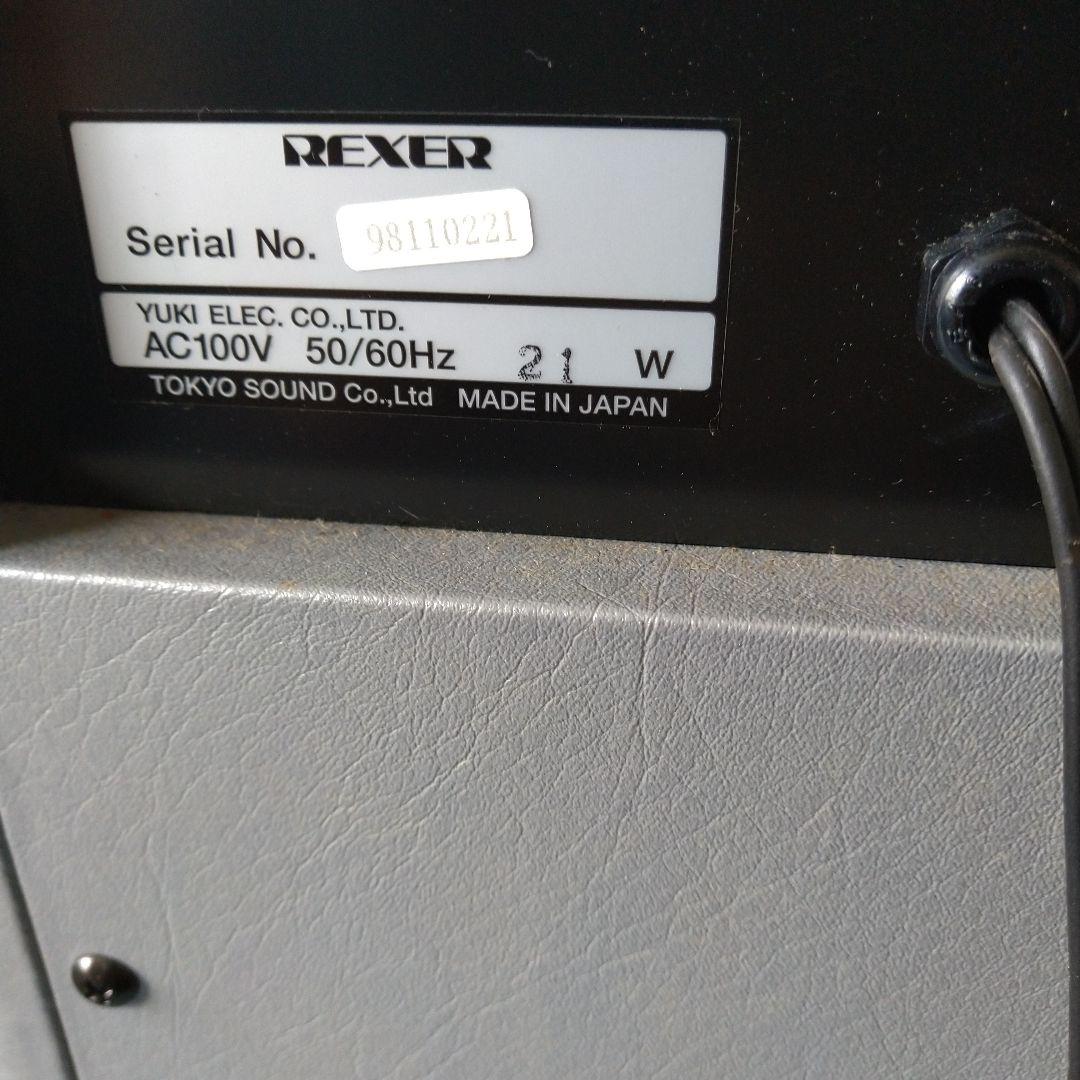 REXER
Serial No. 98110221
YUKI ELEC. CO.,LTD.
AC100V 50/60Hz 21 W
TOKYO SOUND Co.,Ltd MADE IN JAPAN